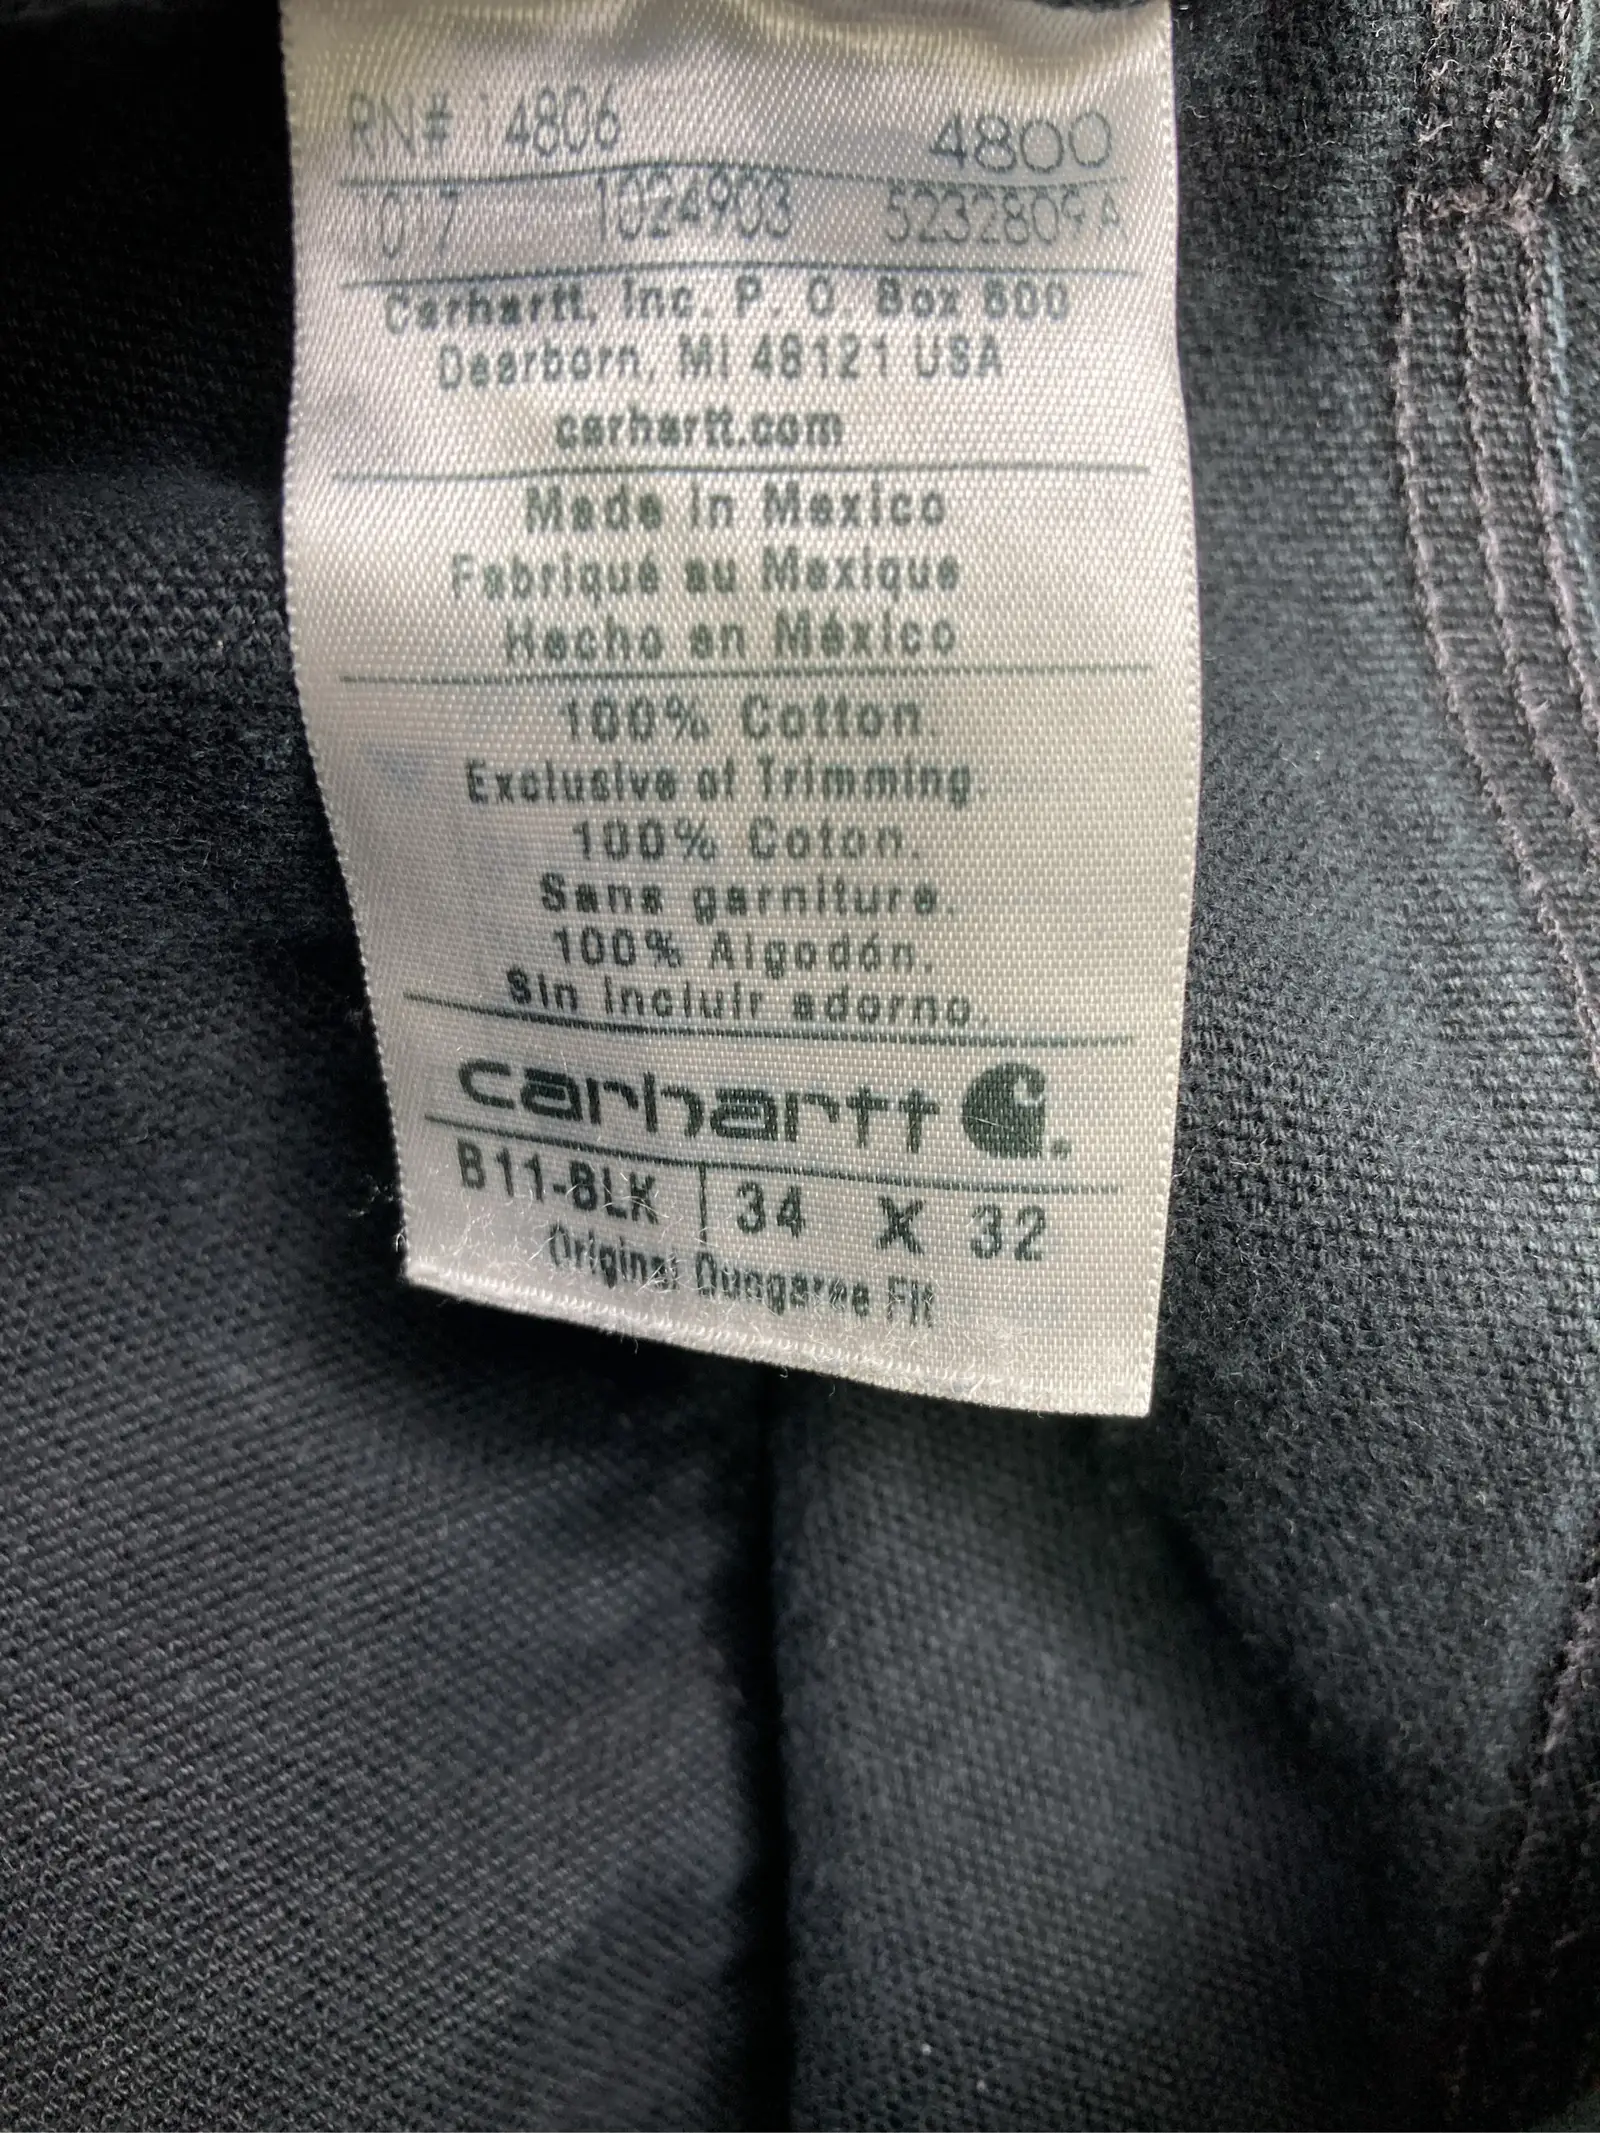 RN# 14806 4800
017 1024903 5232809A
Carhartt, Inc. P. O. Box 600
Dearborn, MI 48121 USA
carhartt.com
Made in Mexico
Fabriqué au Mexique
Hecho en México
100% Cotton.
Exclusive of Trimming.
100% Coton.
Sans garniture.
100% Algodón.
Sin incluir adorno.
carhartt
B11-BLK 34 X 32
Original Dungaree Fit